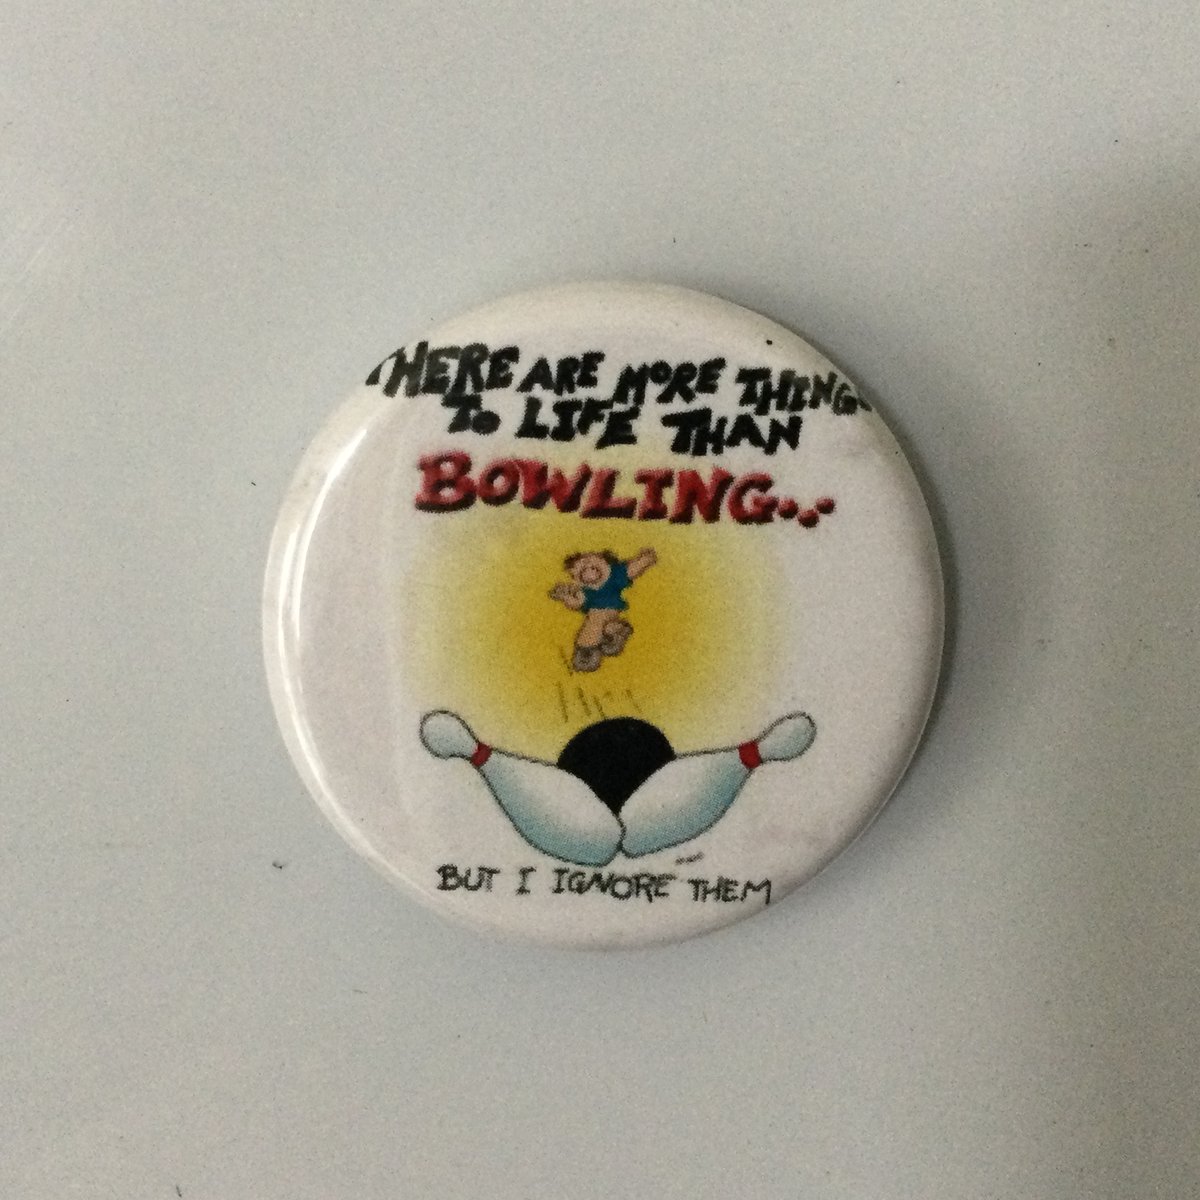 THERE ARE MORE THINGS
TO LIFE THAN
BOWLING...
BUT I IGNORE THEM